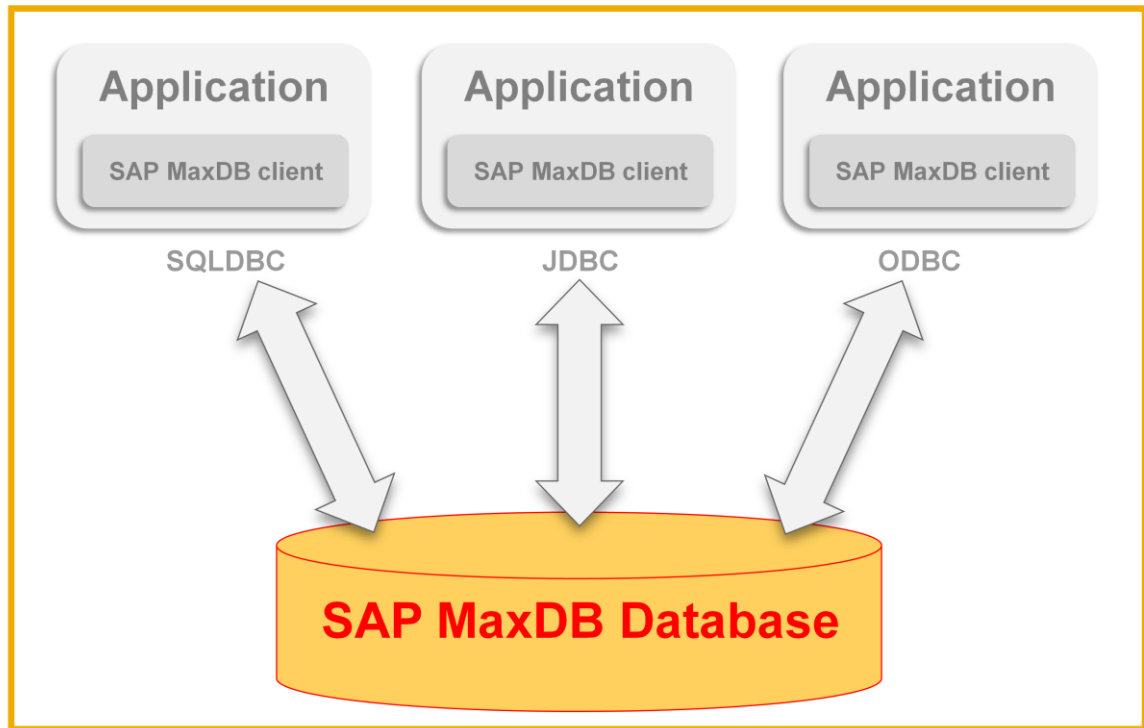 Application
SAP MaxDB client
SQLDBC
Application
SAP MaxDB client
JDBC
Application
SAP MaxDB client
ODBC
SAP MaxDB Database